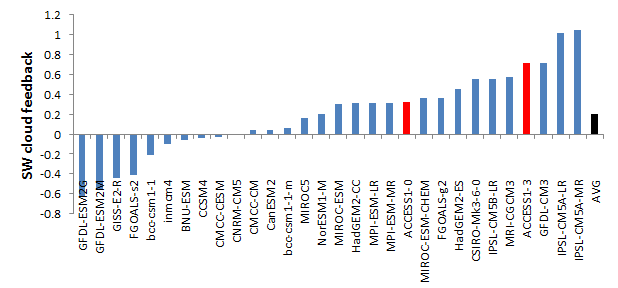 SW cloud feedback
1.2
1
0.8
0.6
0.4
0.2
0
-0.2
-0.4
-0.6
-0.8
GFDL-ESM2G
GFDL-ESM2M
GISS-E2-R
FGOALS-s2
bcc-csm1-1
inmcm4
BNU-ESM
CCSM4
CMCC-CESM
CNRM-CM5
CMCC-CM
CanESM2
bcc-csm1-1-m
MIROC5
NorESM1-M
MIROC-ESM
HadGEM2-CC
MPI-ESM-LR
MPI-ESM-MR
ACCESS1-0
MIROC-ESM-CHEM
FGOALS-g2
HadGEM2-ES
CSIRO-Mk3-6-0
IPSL-CM5B-LR
MRI-CGCM3
ACCESS1-3
GFDL-CM3
IPSL-CM5A-LR
IPSL-CM5A-MR
AVG